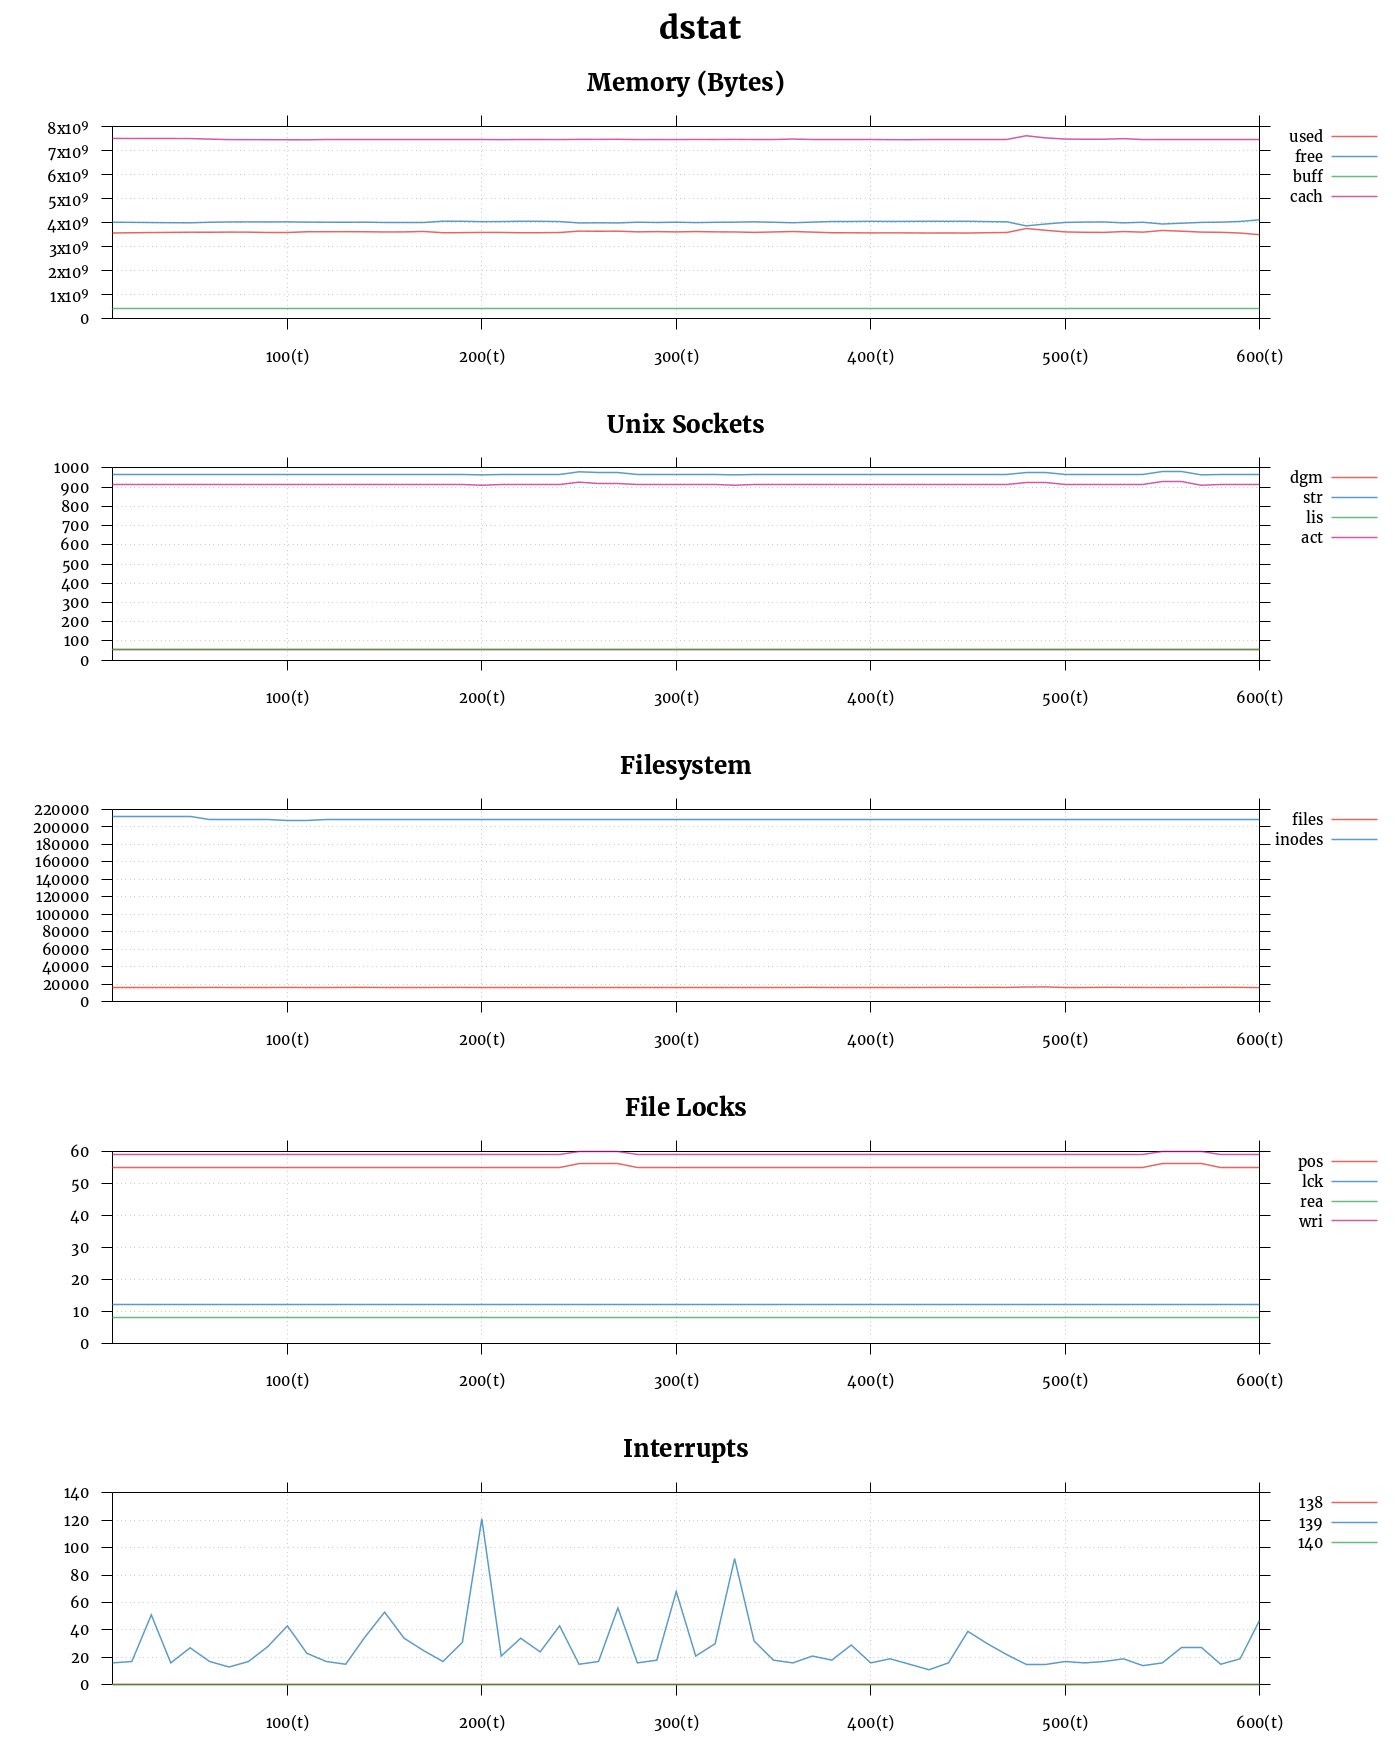 dstat
Memory (Bytes)
8x10⁹
7x10⁹
6x10⁹
5x10⁹
4x10⁹
3x10⁹
2x10⁹
1x10⁹
0
100(t) 200(t) 300(t) 400(t) 500(t) 600(t)
used
free
buff
cach
Unix Sockets
1000
900
800
700
600
500
400
300
200
100
0
100(t) 200(t) 300(t) 400(t) 500(t) 600(t)
dgm
str
lis
act
Filesystem
220000
200000
180000
160000
140000
120000
100000
80000
60000
40000
20000
0
100(t) 200(t) 300(t) 400(t) 500(t) 600(t)
files
inodes
File Locks
60
50
40
30
20
10
0
100(t) 200(t) 300(t) 400(t) 500(t) 600(t)
pos
lck
rea
wri
Interrupts
140
120
100
80
60
40
20
0
100(t) 200(t) 300(t) 400(t) 500(t) 600(t)
138
139
140